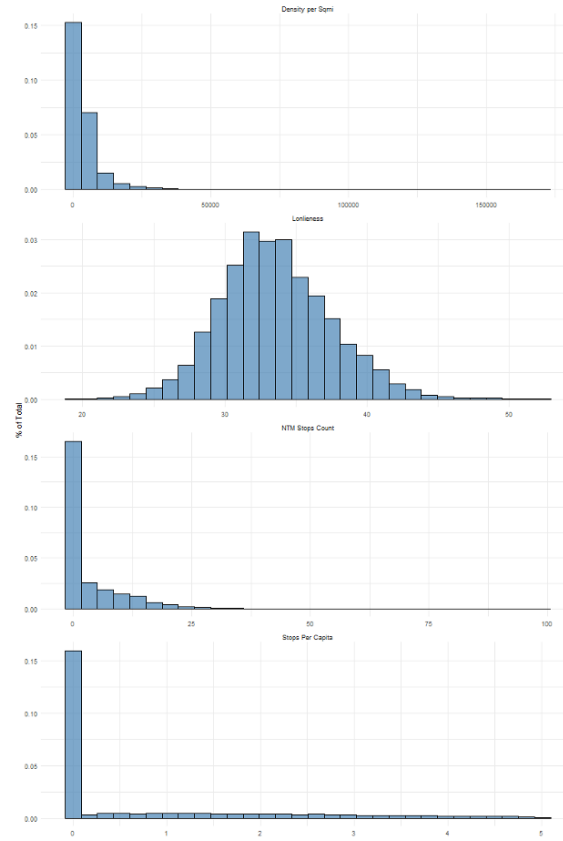 Density per Sqmi
0.15
0.10
0.05
0.00
0 50000 100000 150000
Lonlieness
0.03
0.02
0.01
0.00
20 30 40 50
% of Total
NTM Stops Count
0.15
0.10
0.05
0.00
0 25 50 75 100
Stops Per Capita
0.15
0.10
0.05
0.00
0 1 2 3 4 5